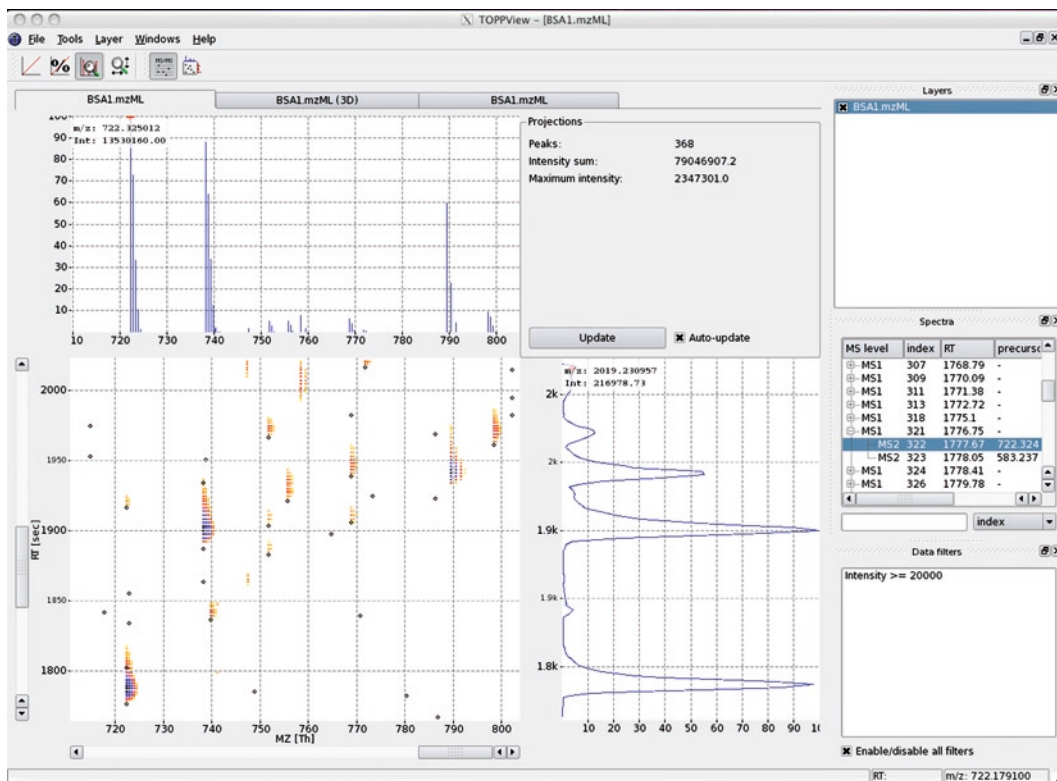 TOPPView – [BSA1.mzML]
File Tools Layer Windows Help
BSA1.mzML
BSA1.mzML (3D)
BSA1.mzML
m/z: 722.325012
Int: 13530160.00
100
90
80
70
60
50
40
30
20
10
10 720 730 740 750 760 770 780 790 800
Projections
Peaks: 368
Intensity sum: 79046907.2
Maximum intensity: 2347301.0
Update
Auto-update
2000
1950
1900
1850
1800
RT [sec]
710 720 730 740 750 760 770 780 790 800
MZ [Th]
m/z: 2019.230957
Int: 216978.73
2k
2k
1.9k
1.9k
1.8k
10 20 30 40 50 60 70 80 90 10
Layers
BSA1.mzML
Spectra
MS level index RT precurso
MS1 307 1768.79 -
MS1 309 1770.09 -
MS1 311 1771.38 -
MS1 313 1772.72 -
MS1 318 1775.1 -
MS1 321 1776.75 -
MS2 322 1777.67 722.324
MS2 323 1778.05 583.237
MS1 324 1778.41 -
MS1 326 1779.78 -
index
Data filters
Intensity >= 20000
Enable/disable all filters
RT: m/z: 722.179100